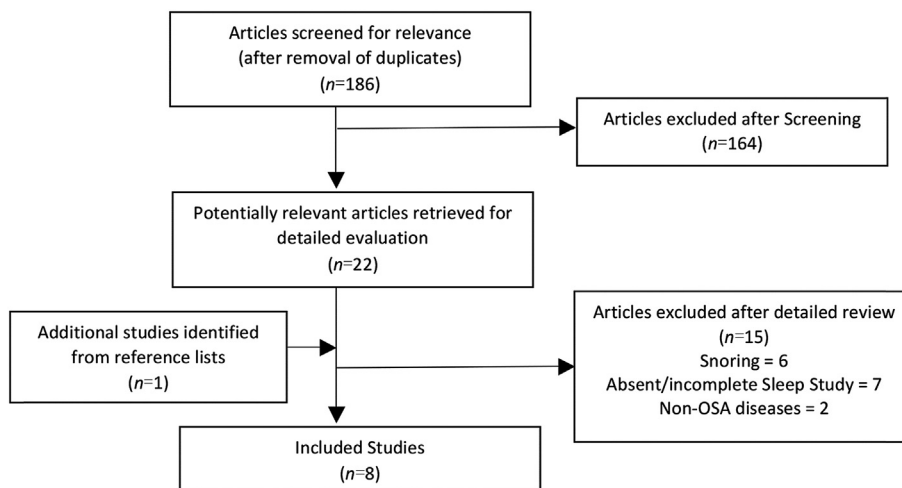 Articles screened for relevance
(after removal of duplicates)
(n=186)
Articles excluded after Screening
(n=164)
Potentially relevant articles retrieved for
detailed evaluation
(n=22)
Additional studies identified
from reference lists
(n=1)
Articles excluded after detailed review
(n=15)
Snoring = 6
Absent/incomplete Sleep Study = 7
Non-OSA diseases = 2
Included Studies
(n=8)